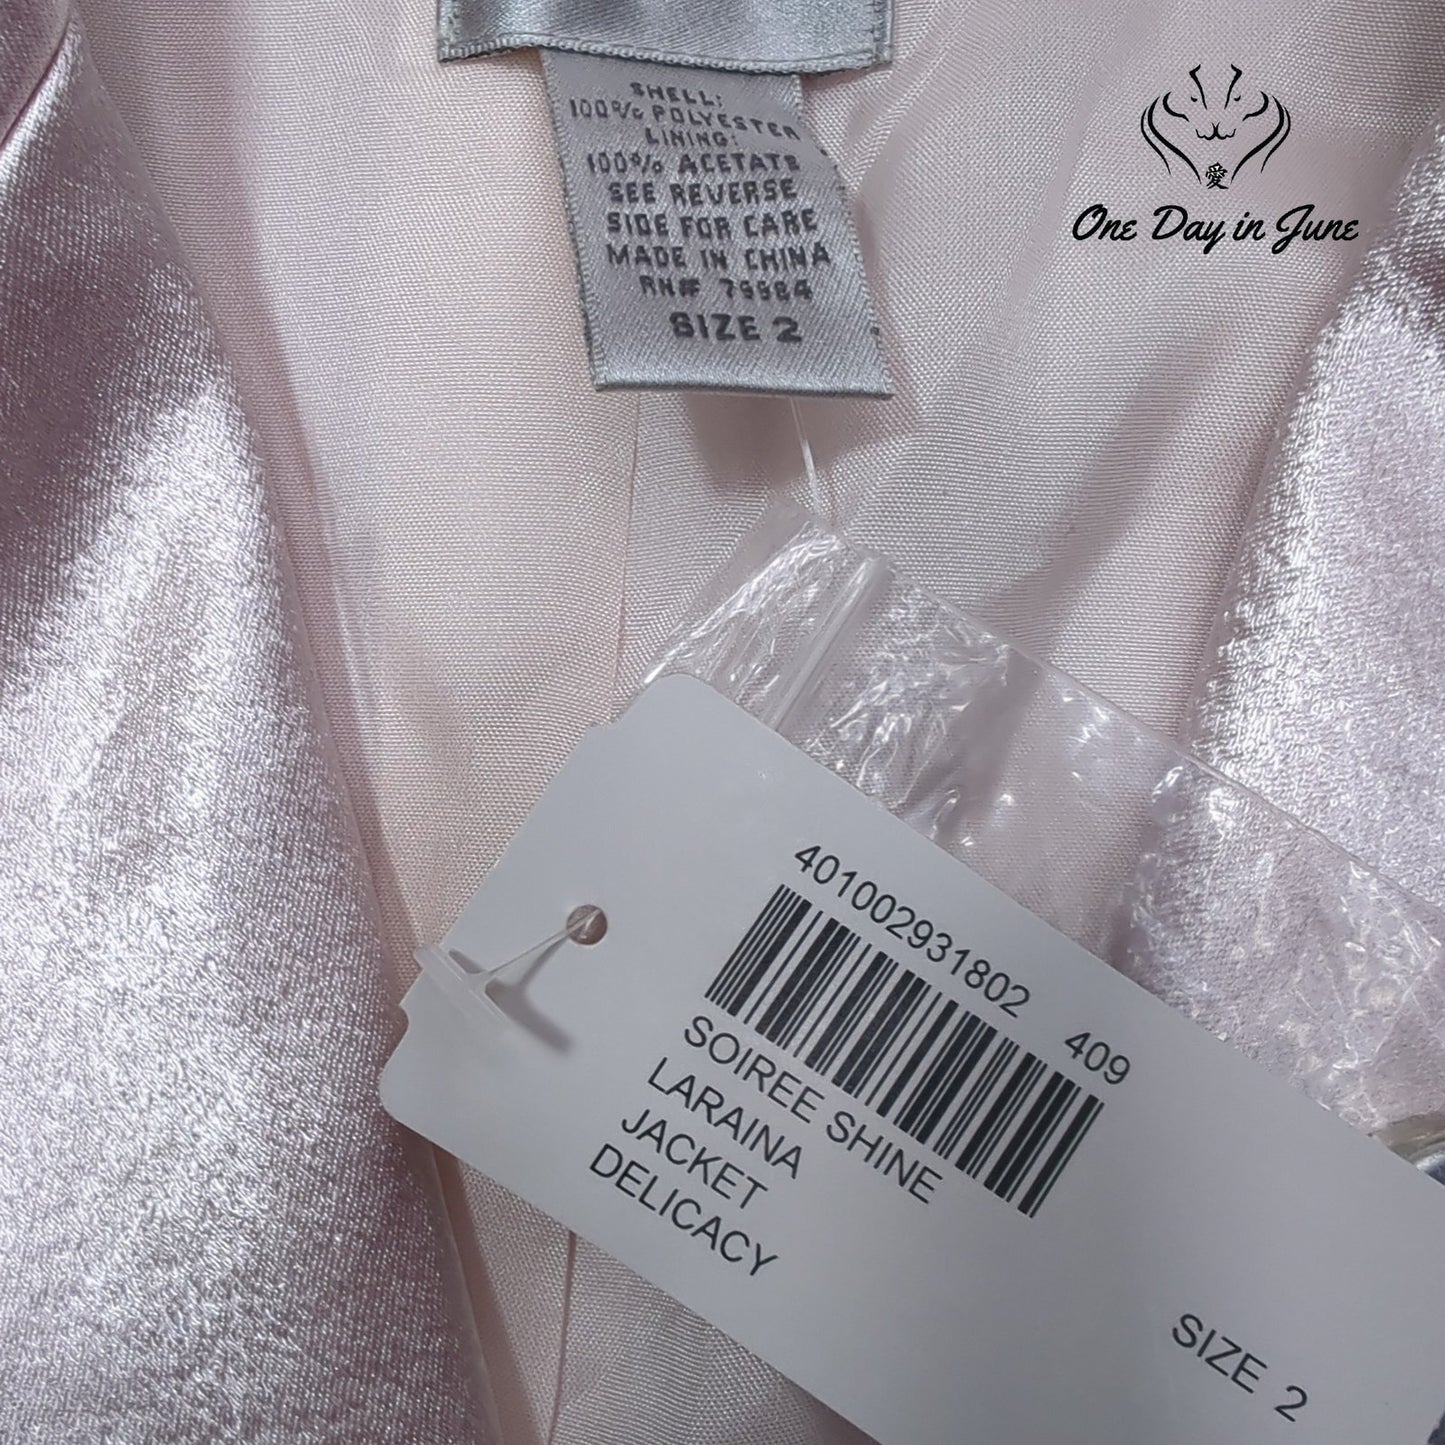 SHELL:
100% POLYESTER
LINING:
100% ACETATE
SEE REVERSE
SIDE FOR CARE
MADE IN CHINA
RN# 79984
SIZE 2
愛
One Day in June
401002931802 409
SOIREE SHINE
LARAINA
JACKET
DELICACY
SIZE 2